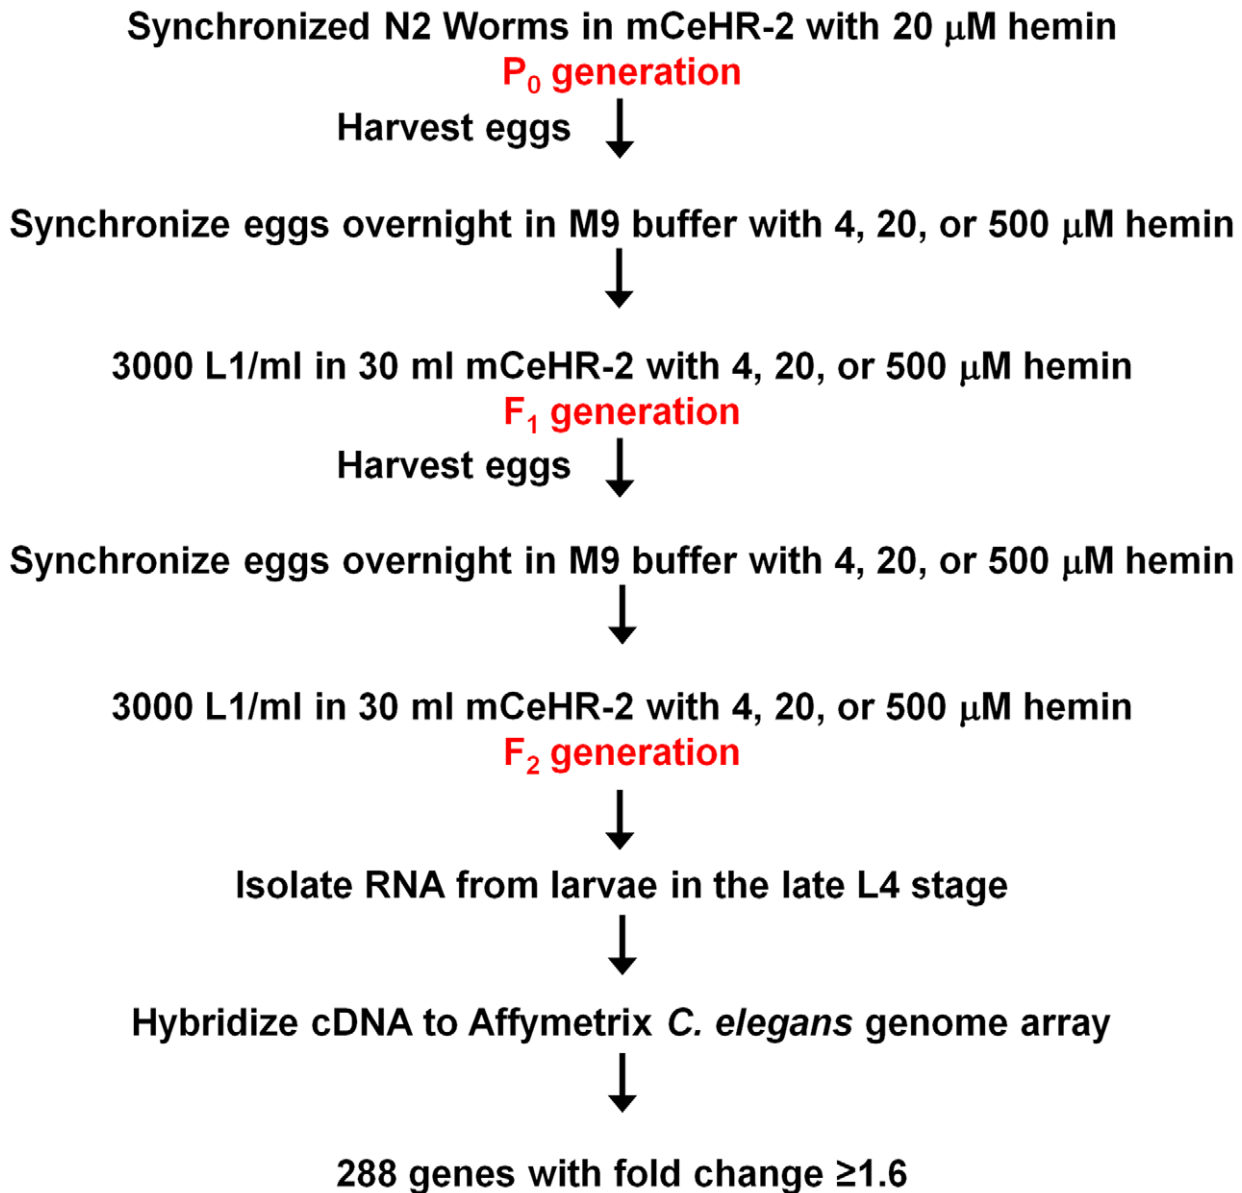 Synchronized N2 Worms in mCeHR-2 with 20 μM hemin
P₀ generation
Harvest eggs
Synchronize eggs overnight in M9 buffer with 4, 20, or 500 μM hemin
3000 L1/ml in 30 ml mCeHR-2 with 4, 20, or 500 μM hemin
F₁ generation
Harvest eggs
Synchronize eggs overnight in M9 buffer with 4, 20, or 500 μM hemin
3000 L1/ml in 30 ml mCeHR-2 with 4, 20, or 500 μM hemin
F₂ generation
Isolate RNA from larvae in the late L4 stage
Hybridize cDNA to Affymetrix C. elegans genome array
288 genes with fold change ≥1.6